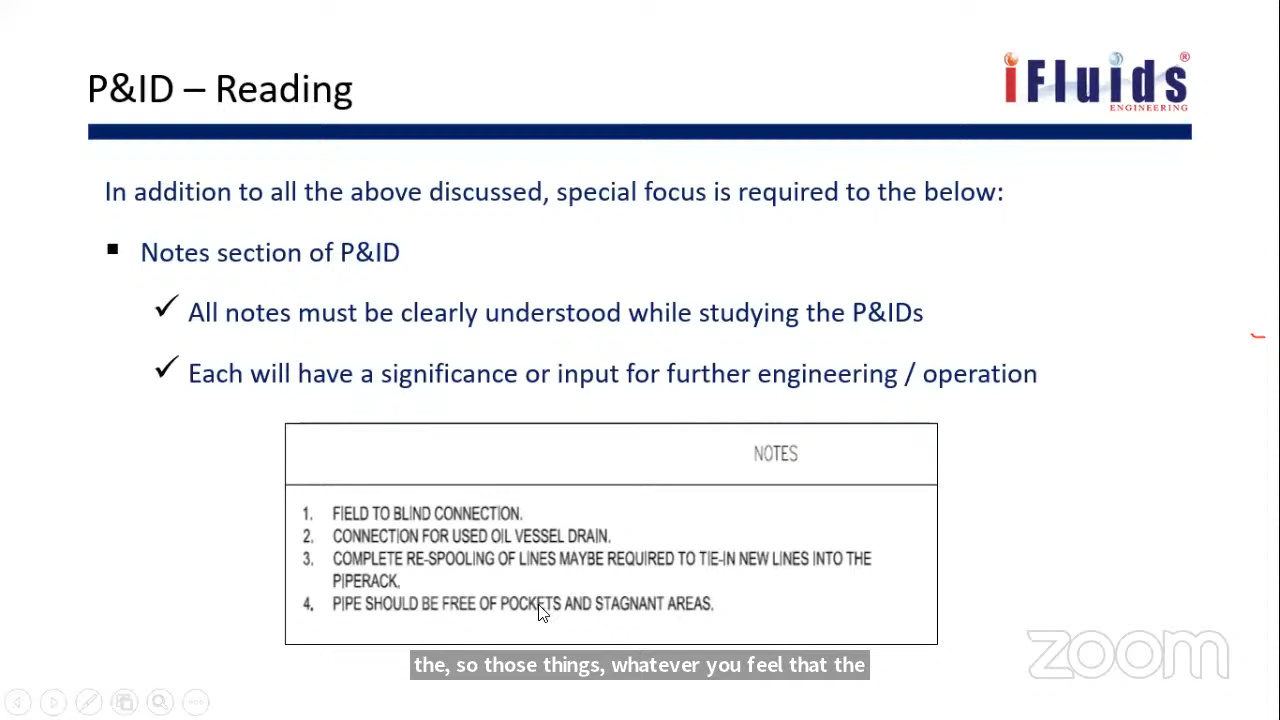 P&ID – Reading
iFluids®
ENGINEERING
In addition to all the above discussed, special focus is required to the below:
▪ Notes section of P&ID
✓ All notes must be clearly understood while studying the P&IDs
✓ Each will have a significance or input for further engineering / operation
NOTES
1. FIELD TO BLIND CONNECTION.
2. CONNECTION FOR USED OIL VESSEL DRAIN.
3. COMPLETE RE-SPOOLING OF LINES MAYBE REQUIRED TO TIE-IN NEW LINES INTO THE
PIPERACK.
4. PIPE SHOULD BE FREE OF POCKETS AND STAGNANT AREAS.
the, so those things, whatever you feel that the
zoom